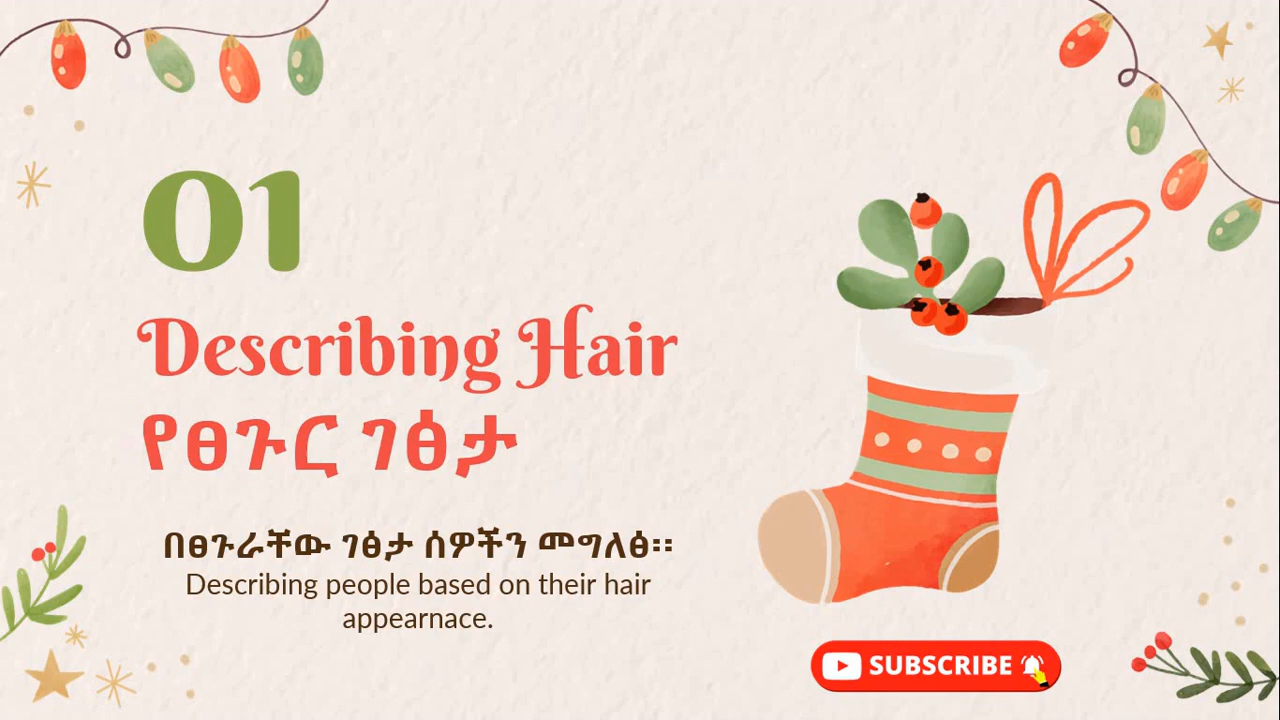 01
Describing Hair
የፀጉር ገፅታ
በፀጉራቸው ገፅታ ሰዎችን መግለፅ፡፡
Describing people based on their hair
appearnace.
SUBSCRIBE